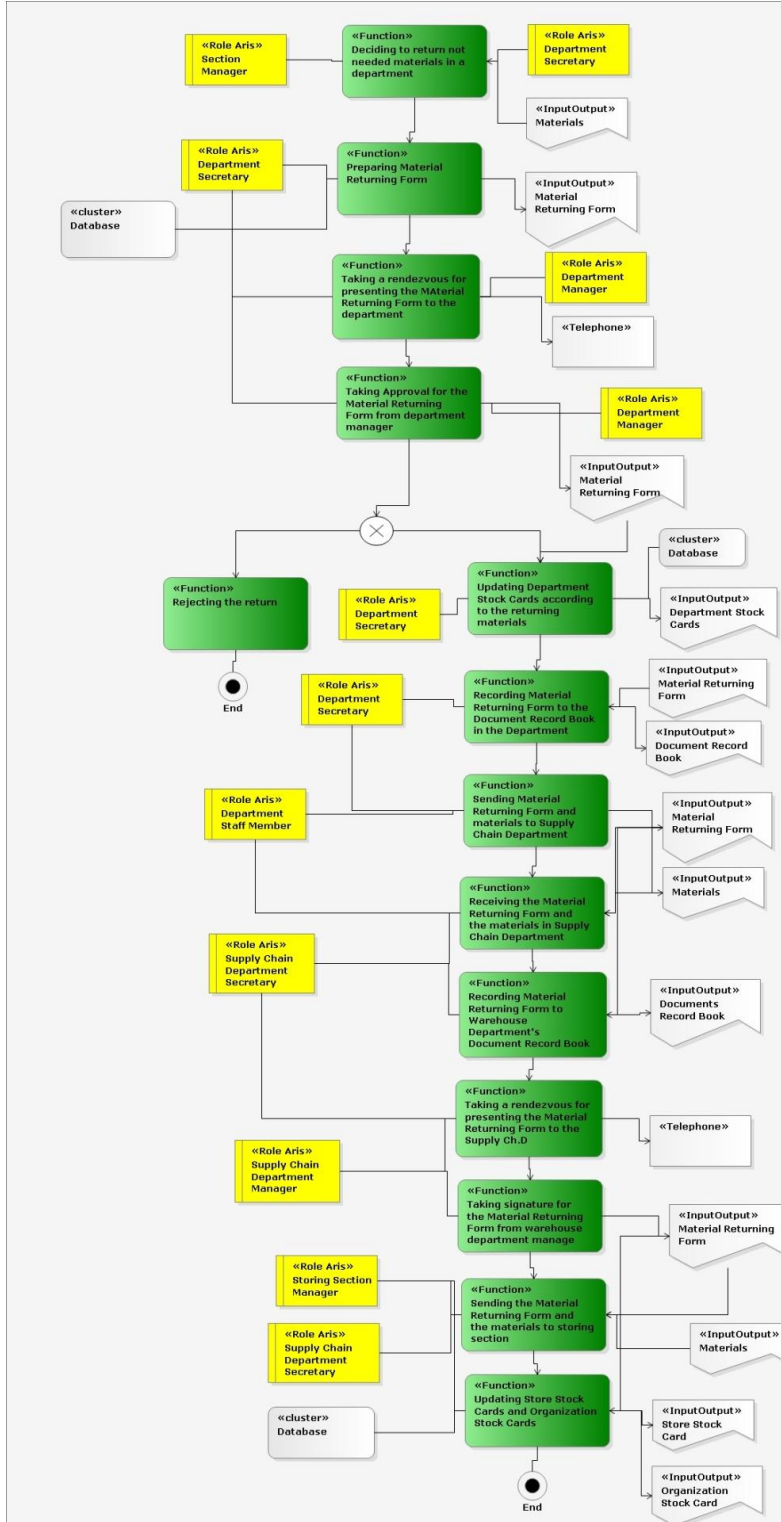 «Function»
Deciding to return not
needed materials in a
department
«Role Aris»
Section
Manager
«Role Aris»
Department
Secretary
«InputOutput»
Materials
«Function»
Preparing Material
Returning Form
«Role Aris»
Department
Secretary
«InputOutput»
Material
Returning Form
«cluster»
Database
«Function»
Taking a rendezvous for
presenting the MAterial
Returning Form to the
department
«Role Aris»
Department
Manager
«Telephone»
«Function»
Taking Approval for the
Material Returning
Form from department
manager
«Role Aris»
Department
Manager
«InputOutput»
Material
Returning Form
«Function»
Rejecting the return
End
«Function»
Updating Department
Stock Cards according
to the returning
materials
«cluster»
Database
«Role Aris»
Department
Secretary
«InputOutput»
Department Stock
Cards
«Function»
Recording Material
Returning Form to the
Document Record Book
in the Department
«Role Aris»
Department
Secretary
«InputOutput»
Material Returning
Form
«InputOutput»
Document Record
Book
«Function»
Sending Material
Returning Form and
materials to Supply
Chain Department
«Role Aris»
Department
Staff Member
«InputOutput»
Material
Returning Form
«InputOutput»
Materials
«Function»
Receiving the Material
Returning Form and
the materials in Supply
Chain Department
«Role Aris»
Supply Chain
Department
Secretary
«Function»
Recording Material
Returning Form to
Warehouse
Department's
Document Record Book
«InputOutput»
Documents
Record Book
«Function»
Taking a rendezvous for
presenting the Material
Returning Form to the
Supply Ch.D
«Telephone»
«Role Aris»
Supply Chain
Department
Manager
«Function»
Taking signature for
the Material Returning
Form from warehouse
department manage
«InputOutput»
Material Returning
Form
«Role Aris»
Storing Section
Manager
«Function»
Sending the Material
Returning Form and
the materials to storing
section
«InputOutput»
Materials
«Role Aris»
Supply Chain
Department
Secretary
«Function»
Updating Store Stock
Cards and Organization
Stock Cards
«cluster»
Database
«InputOutput»
Store Stock
Card
«InputOutput»
Organization
Stock Card
End